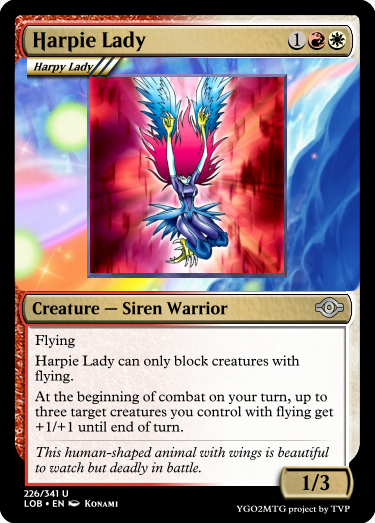 Harpie Lady 1
Harpy Lady
Creature — Siren Warrior
Flying
Harpie Lady can only block creatures with
flying.
At the beginning of combat on your turn, up to
three target creatures you control with flying get
+1/+1 until end of turn.
This human-shaped animal with wings is beautiful
to watch but deadly in battle.
1/3
226/341 U
LOB • EN Konami
YGO2MTG project by TVP